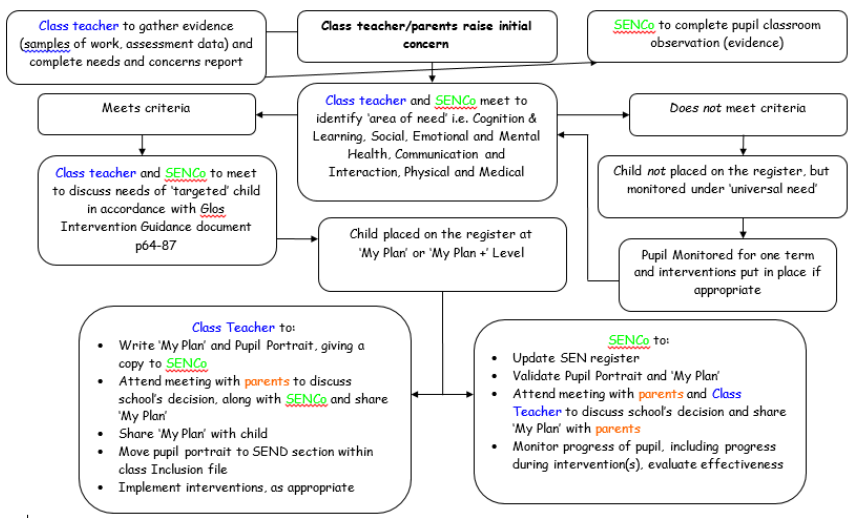 Class teacher to gather evidence
(samples of work, assessment data) and
complete needs and concerns report
Class teacher/parents raise initial
concern
SENCo to complete pupil classroom
observation (evidence)
Meets criteria
Class teacher and SENCo meet to
identify ‘area of need’ i.e. Cognition &
Learning, Social, Emotional and Mental
Health, Communication and
Interaction, Physical and Medical
Does not meet criteria
Class teacher and SENCo to meet
to discuss needs of ‘targeted’ child
in accordance with Glos
Intervention Guidance document
p64-87
Child not placed on the register, but
monitored under ‘universal need’
Child placed on the register at
‘My Plan’ or ‘My Plan +’ Level
Pupil Monitored for one term
and interventions put in place if
appropriate
Class Teacher to:
• Write ‘My Plan’ and Pupil Portrait, giving a
copy to SENCo
• Attend meeting with parents to discuss
school’s decision, along with SENCo and share
‘My Plan’
• Share ‘My Plan’ with child
• Move pupil portrait to SEND section within
class Inclusion file
• Implement interventions, as appropriate
SENCo to:
• Update SEN register
• Validate Pupil Portrait and ‘My Plan’
• Attend meeting with parents and Class
Teacher to discuss school’s decision and share
‘My Plan’ with parents
• Monitor progress of pupil, including progress
during intervention(s), evaluate effectiveness